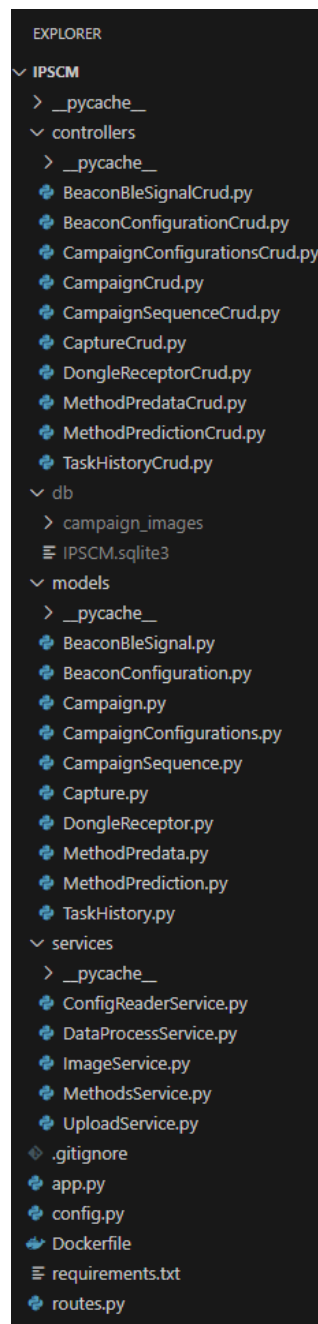 EXPLORER
IPSCM
__pycache__
controllers
__pycache__
BeaconBleSignalCrud.py
BeaconConfigurationCrud.py
CampaignConfigurationsCrud.py
CampaignCrud.py
CampaignSequenceCrud.py
CaptureCrud.py
DongleReceptorCrud.py
MethodPredataCrud.py
MethodPredictionCrud.py
TaskHistoryCrud.py
db
campaign_images
IPSCM.sqlite3
models
__pycache__
BeaconBleSignal.py
BeaconConfiguration.py
Campaign.py
CampaignConfigurations.py
CampaignSequence.py
Capture.py
DongleReceptor.py
MethodPredata.py
MethodPrediction.py
TaskHistory.py
services
__pycache__
ConfigReaderService.py
DataProcessService.py
ImageService.py
MethodsService.py
UploadService.py
.gitignore
app.py
config.py
Dockerfile
requirements.txt
routes.py